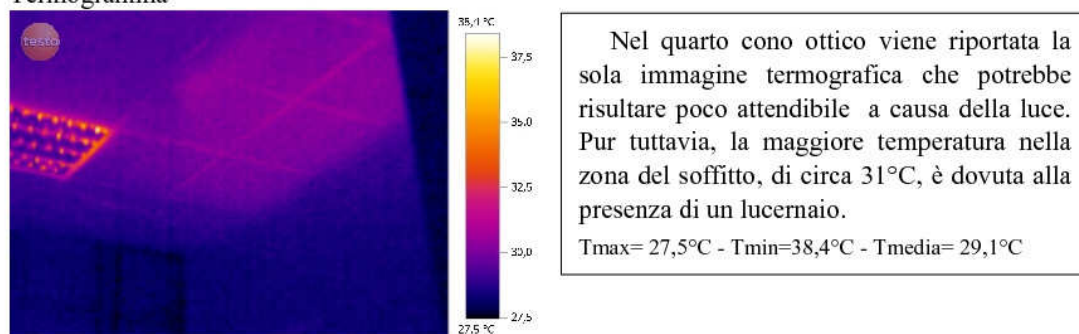 Termogramma
testo
38,4 °C
37,5
35,0
32,5
30,0
27,5
27,5 °C
Nel quarto cono ottico viene riportata la
sola immagine termografica che potrebbe
risultare poco attendibile a causa della luce.
Pur tuttavia, la maggiore temperatura nella
zona del soffitto, di circa 31°C, è dovuta alla
presenza di un lucernaio.
Tmax= 27,5°C - Tmin=38,4°C - Tmedia= 29,1°C